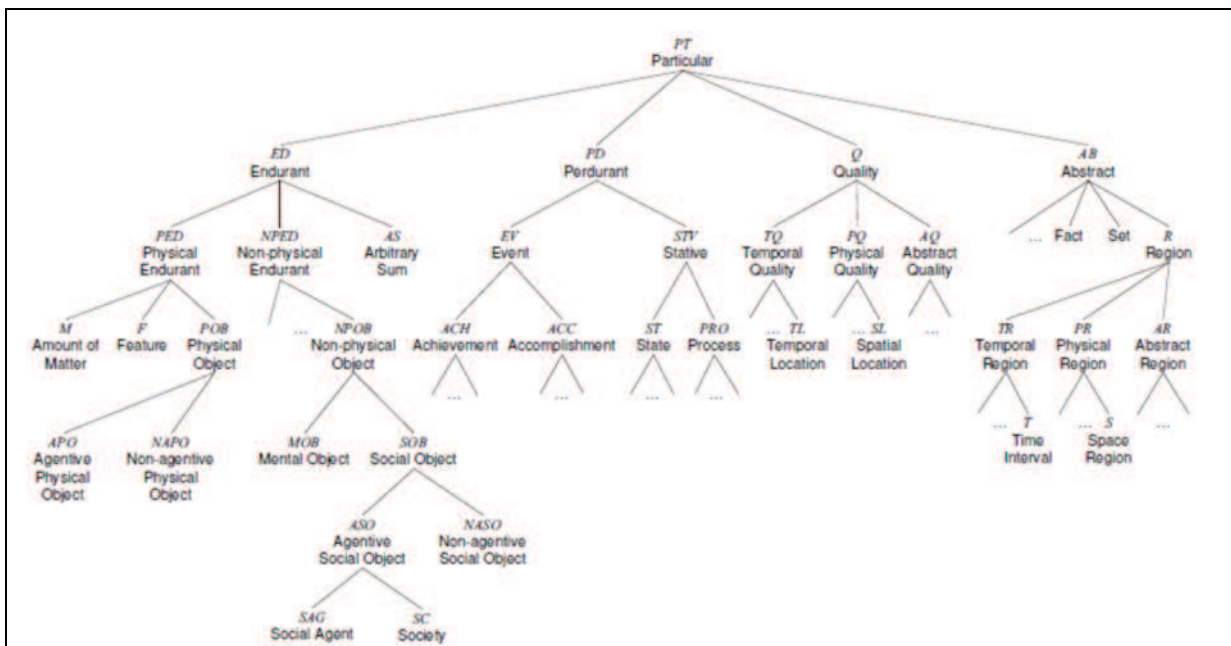 PT
Particular
ED PD Q AB
Endurant Perdurant Quality Abstract
PED NPED AS EV STV TQ PQ AQ ... Fact Set R
Physical Non-physical Arbitrary Event Stative Temporal Physical Abstract Region
Endurant Endurant Sum Quality Quality Quality
M F POB ... NPOB ACH ACC ST PRO ... TL ... SL ... TR PR AR
Amount of Feature Physical Non-physical Achievement Accomplishment State Process Temporal Spatial Temporal Physical Abstract
Matter Object Object Location Location Region Region Region
... ... ... ...
... T ... S ...
APO NAPO MOB SOB Time Space
Agentive Non-agentive Mental Object Social Object Interval Region
Physical Physical
Object Object
ASO NASO
Agentive Non-agentive
Social Object Social Object
SAG SC
Social Agent Society